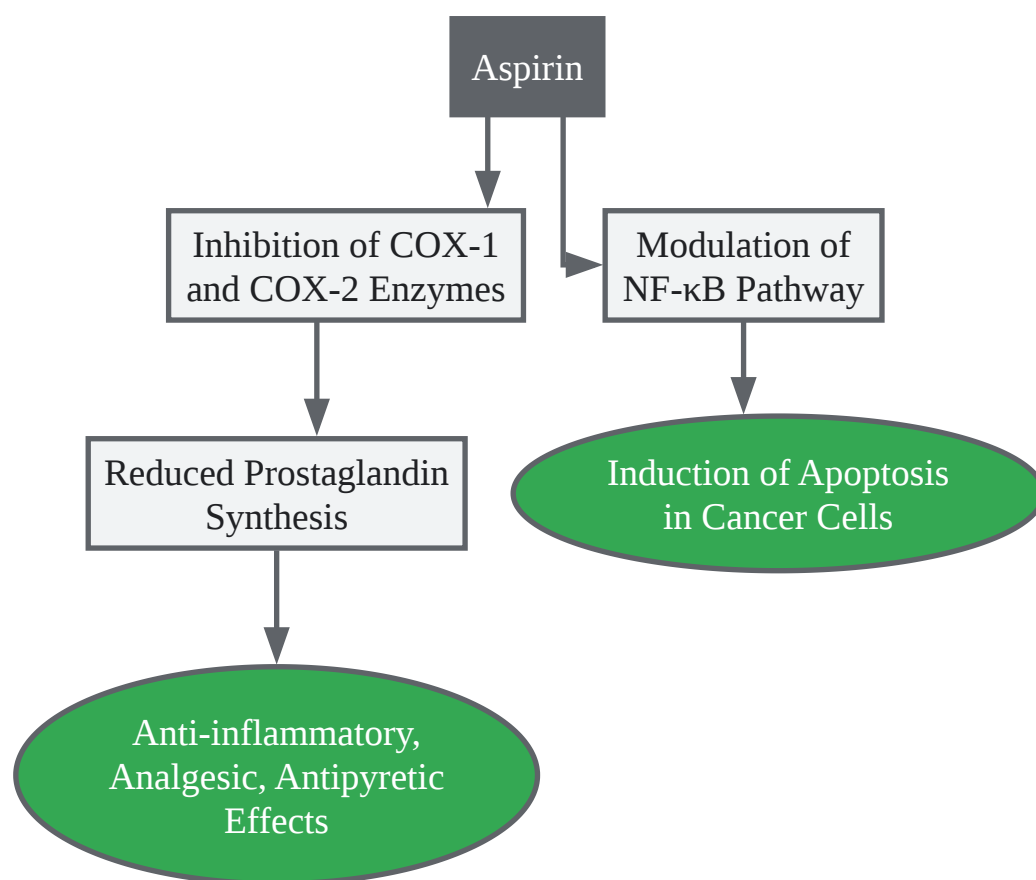 Aspirin
Inhibition of COX-1
and COX-2 Enzymes
Modulation of
NF-κB Pathway
Reduced Prostaglandin
Synthesis
Induction of Apoptosis
in Cancer Cells
Anti-inflammatory,
Analgesic, Antipyretic
Effects